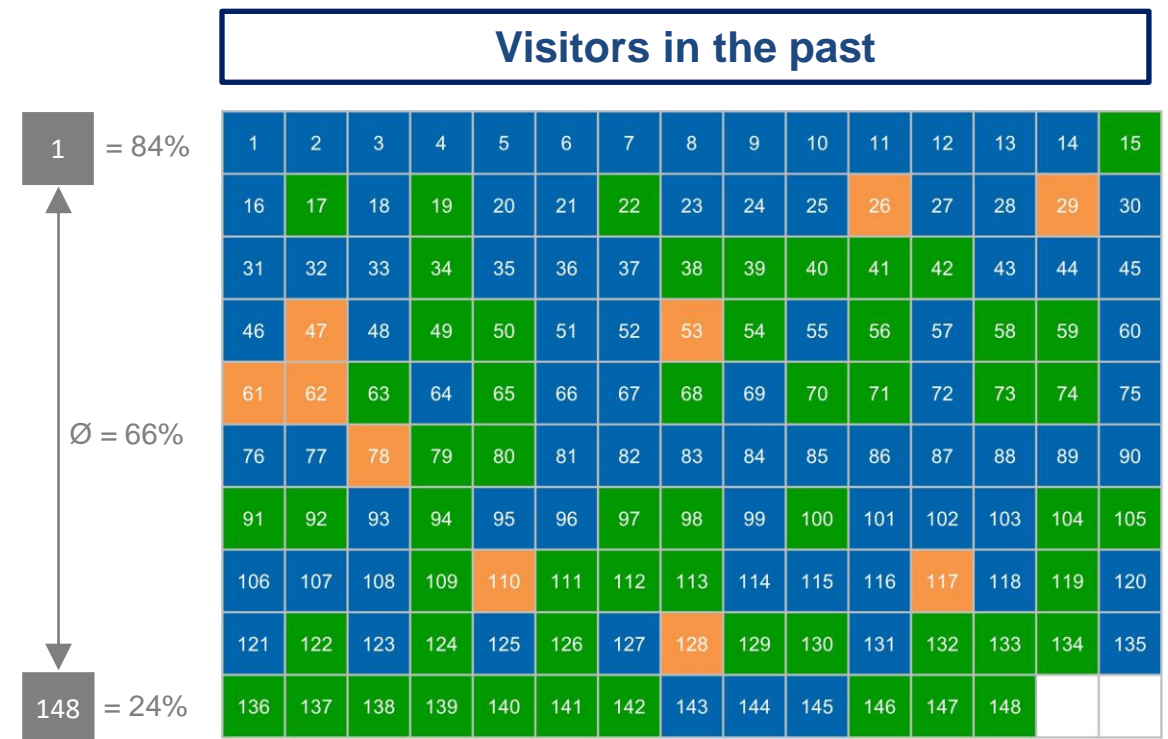 Visitors in the past
1 = 84% 1 2 3 4 5 6 7 8 9 10 11 12 13 14 15
16 17 18 19 20 21 22 23 24 25 26 27 28 29 30
31 32 33 34 35 36 37 38 39 40 41 42 43 44 45
46 47 48 49 50 51 52 53 54 55 56 57 58 59 60
61 62 63 64 65 66 67 68 69 70 71 72 73 74 75
Ø = 66% 76 77 78 79 80 81 82 83 84 85 86 87 88 89 90
91 92 93 94 95 96 97 98 99 100 101 102 103 104 105
106 107 108 109 110 111 112 113 114 115 116 117 118 119 120
121 122 123 124 125 126 127 128 129 130 131 132 133 134 135
148 = 24% 136 137 138 139 140 141 142 143 144 145 146 147 148